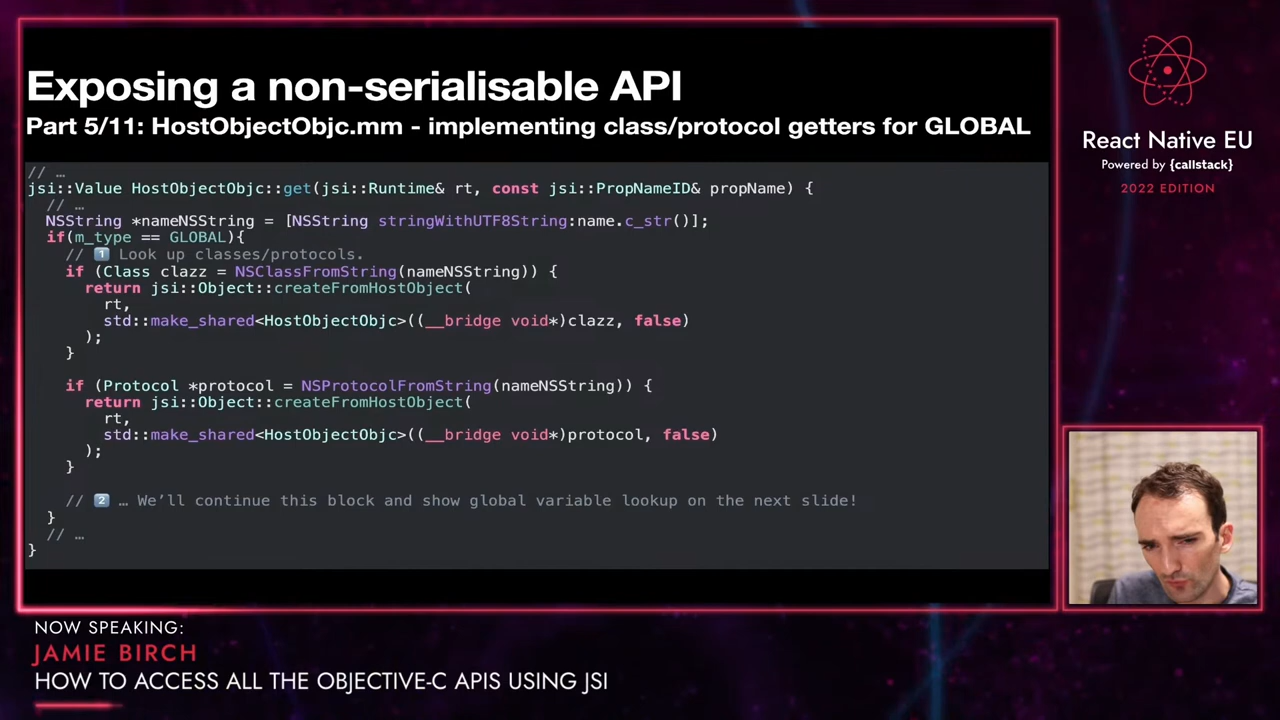 Exposing a non-serialisable API
Part 5/11: HostObjectObjc.mm - implementing class/protocol getters for GLOBAL
// …
jsi::Value HostObjectObjc::get(jsi::Runtime& rt, const jsi::PropNameID& propName) {
  // …
  NSString *nameNSString = [NSString stringWithUTF8String:name.c_str()];
  if(m_type == GLOBAL){
    // 1️⃣ Look up classes/protocols.
    if (Class clazz = NSClassFromString(nameNSString)) {
      return jsi::Object::createFromHostObject(
        rt,
        std::make_shared<HostObjectObjc>((__bridge void*)clazz, false)
      );
    }
    if (Protocol *protocol = NSProtocolFromString(nameNSString)) {
      return jsi::Object::createFromHostObject(
        rt,
        std::make_shared<HostObjectObjc>((__bridge void*)protocol, false)
      );
    }
    // 2️⃣ … We’ll continue this block and show global variable lookup on the next slide!
  }
  // …
}
React Native EU
Powered by {callstack}
2022 EDITION
NOW SPEAKING:
JAMIE BIRCH
HOW TO ACCESS ALL THE OBJECTIVE-C APIS USING JSI